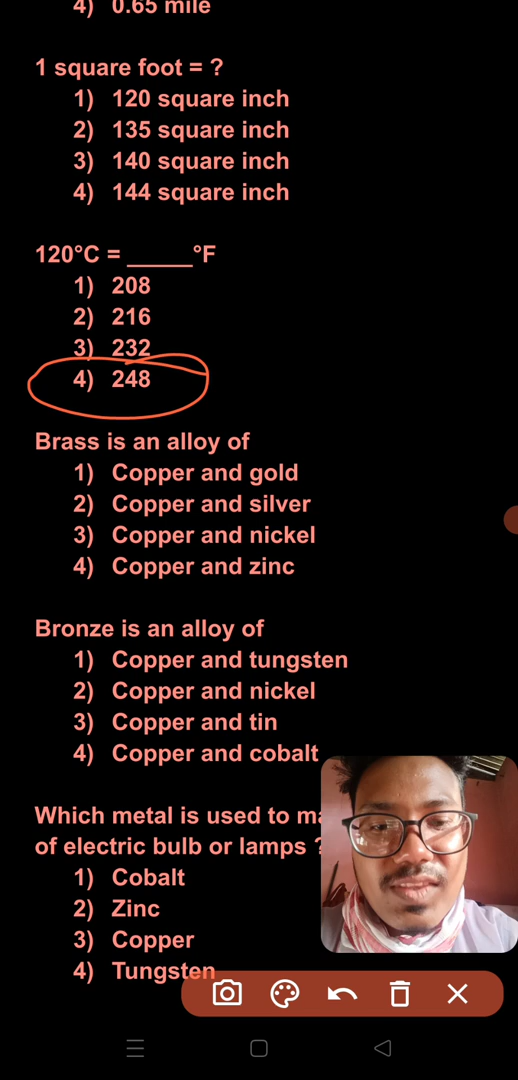 4) 0.65 mile
1 square foot = ?
1) 120 square inch
2) 135 square inch
3) 140 square inch
4) 144 square inch
120°C = _____°F
1) 208
2) 216
3) 232
4) 248
Brass is an alloy of
1) Copper and gold
2) Copper and silver
3) Copper and nickel
4) Copper and zinc
Bronze is an alloy of
1) Copper and tungsten
2) Copper and nickel
3) Copper and tin
4) Copper and cobalt
Which metal is used to
of electric bulb or lamps ?
1) Cobalt
2) Zinc
3) Copper
4) Tungsten